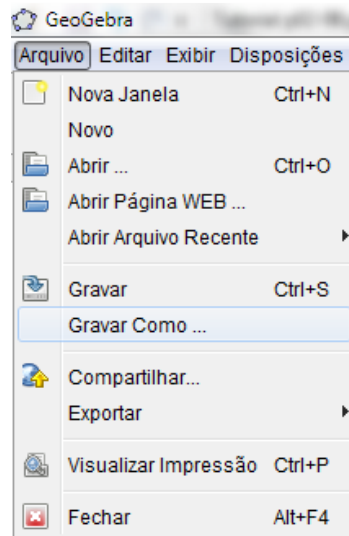 GeoGebra
Arquivo Editar Exibir Disposições
Nova Janela Ctrl+N
Novo
Abrir ... Ctrl+O
Abrir Página WEB ...
Abrir Arquivo Recente
Gravar Ctrl+S
Gravar Como ...
Compartilhar...
Exportar
Visualizar Impressão Ctrl+P
Fechar Alt+F4